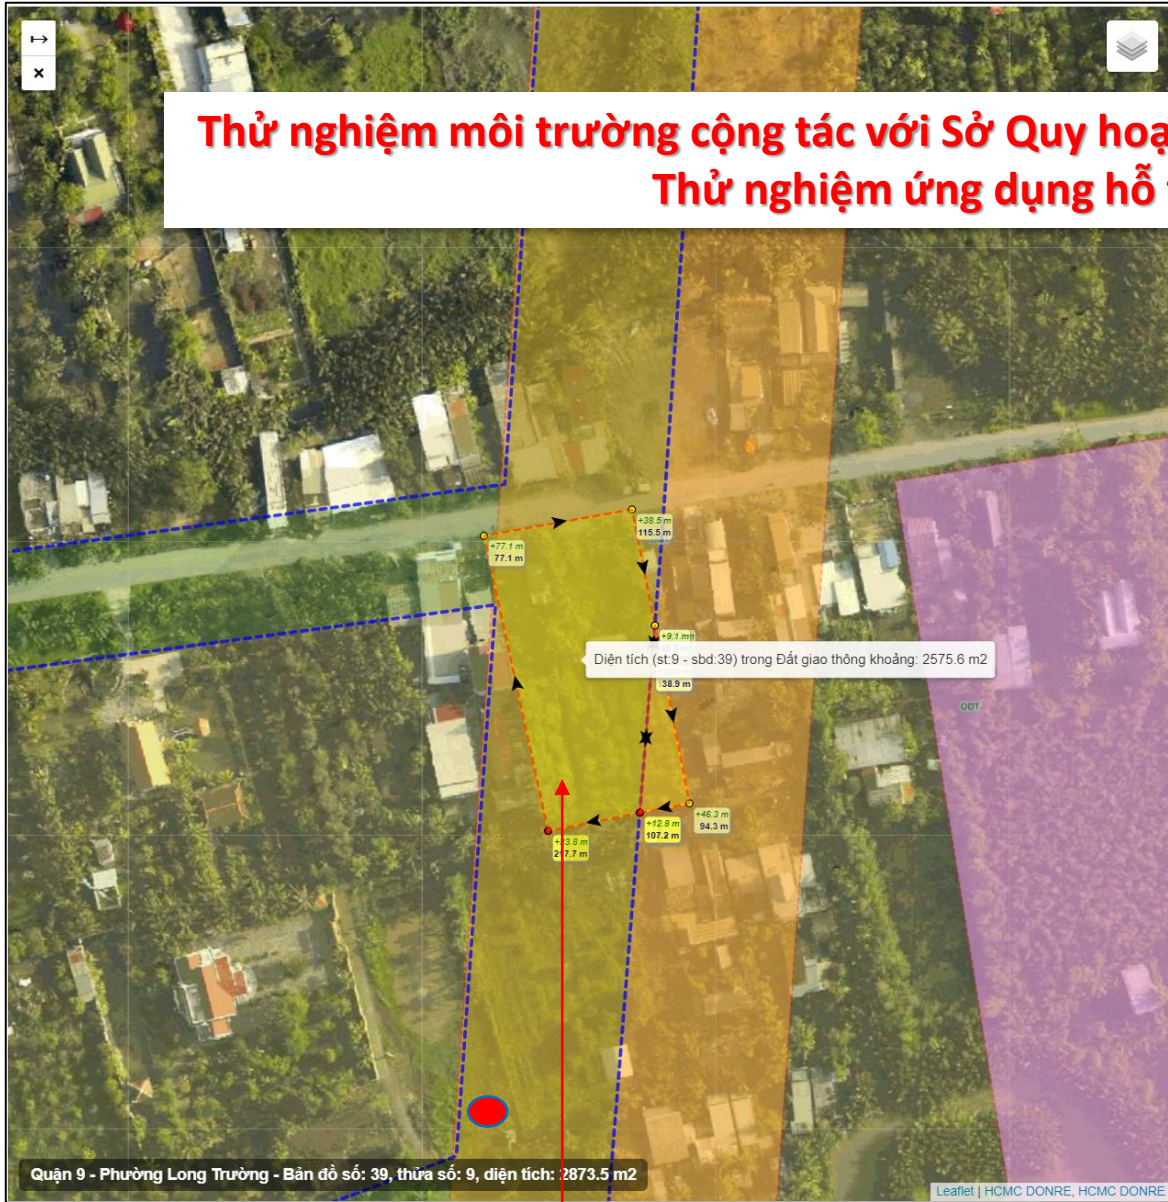 Thử nghiệm môi trường cộng tác với Sở Quy
Thử nghiệm ứng dụng hỗ
+77.1 m
77.1 m
+38.5 m
115.5 m
+9.1 m
Diện tích (st:9 - sbd:39) trong Đất giao thông khoảng: 2575.6 m2
38.9 m
ODT
+46.3 m
94.3 m
+12.8 m
107.2 m
Quận 9 - Phường Long Trường - Bản đồ số: 39, thửa số: 9, diện tích: 2873.5 m2
Leaflet | HCMC DONRE, HCMC DONRE